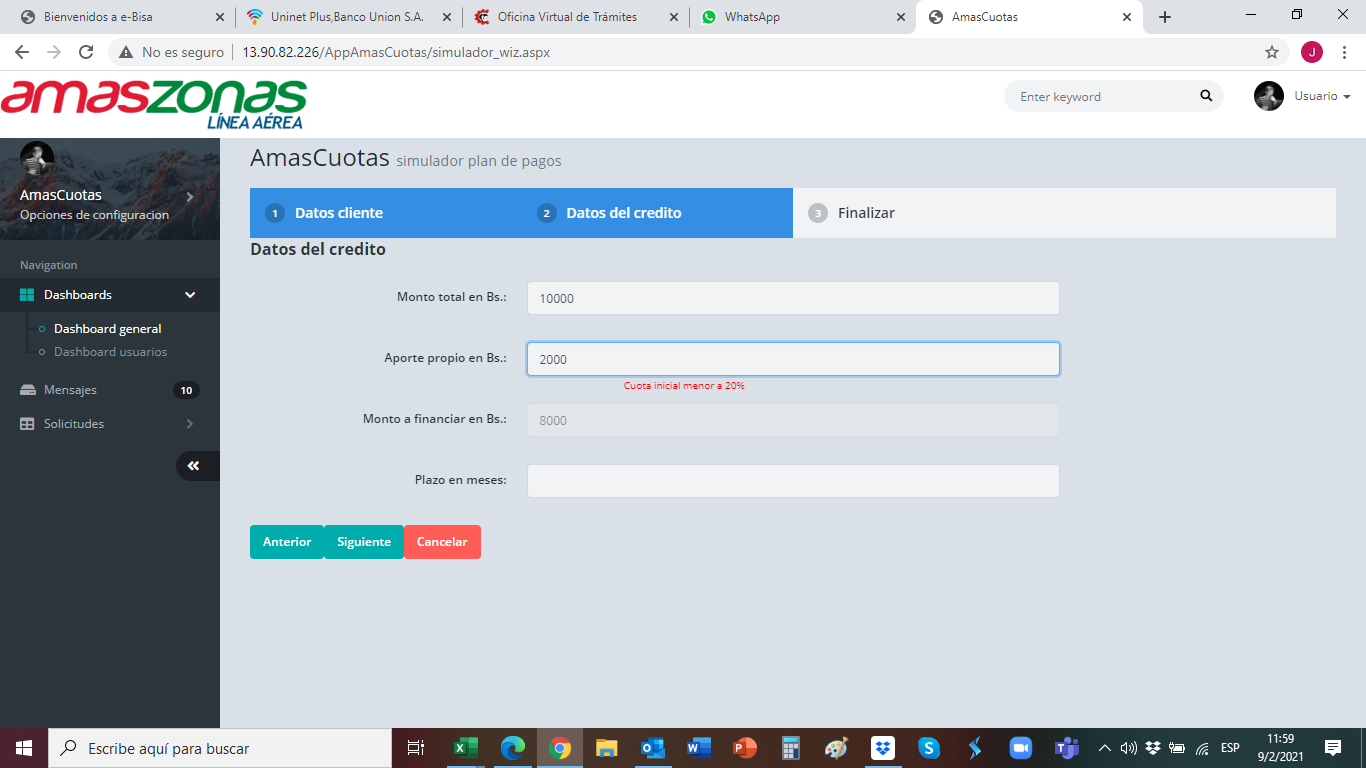 Bienvenidos a e-Bisa
Uninet Plus,Banco Union S.A.
Oficina Virtual de Trámites
WhatsApp
AmasCuotas
No es seguro
13.90.82.226/AppAmasCuotas/simulador_wiz.aspx
J
amaszonas
LÍNEA AÉREA
Enter keyword
Usuario
AmasCuotas
Opciones de configuracion
Navigation
Dashboards
Dashboard general
Dashboard usuarios
Mensajes 10
Solicitudes
AmasCuotas simulador plan de pagos
1 Datos cliente
2 Datos del credito
3 Finalizar
Datos del credito
Monto total en Bs.: 10000
Aporte propio en Bs.: 2000
Cuota inicial menor a 20%
Monto a financiar en Bs.: 8000
Plazo en meses:
Anterior Siguiente Cancelar
Escribe aquí para buscar
ESP
11:59
9/2/2021